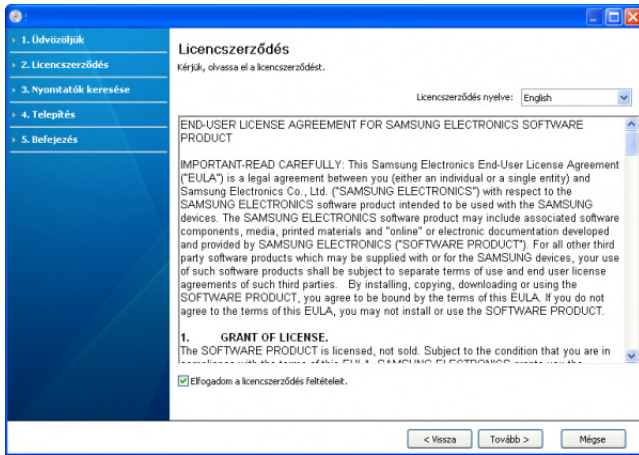 1. Üdvözöljük
2. Licencszerződés
3. Nyomtatók keresése
4. Telepítés
5. Befejezés
Licencszerződés
Kérjük, olvassa el a licencszerződést.
Licencszerződés nyelve: English
END-USER LICENSE AGREEMENT FOR SAMSUNG ELECTRONICS SOFTWARE
PRODUCT
IMPORTANT-READ CAREFULLY: This Samsung Electronics End-User License Agreement
("EULA") is a legal agreement between you (either an individual or a single entity) and
Samsung Electronics Co., Ltd. ("SAMSUNG ELECTRONICS") with respect to the
SAMSUNG ELECTRONICS software product intended to be used with the SAMSUNG
devices. The SAMSUNG ELECTRONICS software product may include associated software
components, media, printed materials and "online" or electronic documentation developed
and provided by SAMSUNG ELECTRONICS ("SOFTWARE PRODUCT"). For all other third
party software products which may be supplied with or for the SAMSUNG devices, your use
of such software products shall be subject to separate terms of use and end user license
agreements of such third parties. By installing, copying, downloading or using the
SOFTWARE PRODUCT, you agree to be bound by the terms of this EULA. If you do not
agree to the terms of this EULA, you may not install or use the SOFTWARE PRODUCT.
1. GRANT OF LICENSE.
The SOFTWARE PRODUCT is licensed, not sold. Subject to the condition that you are in
Elfogadom a licencszerződés feltételeit.
< Vissza Tovább > Mégse